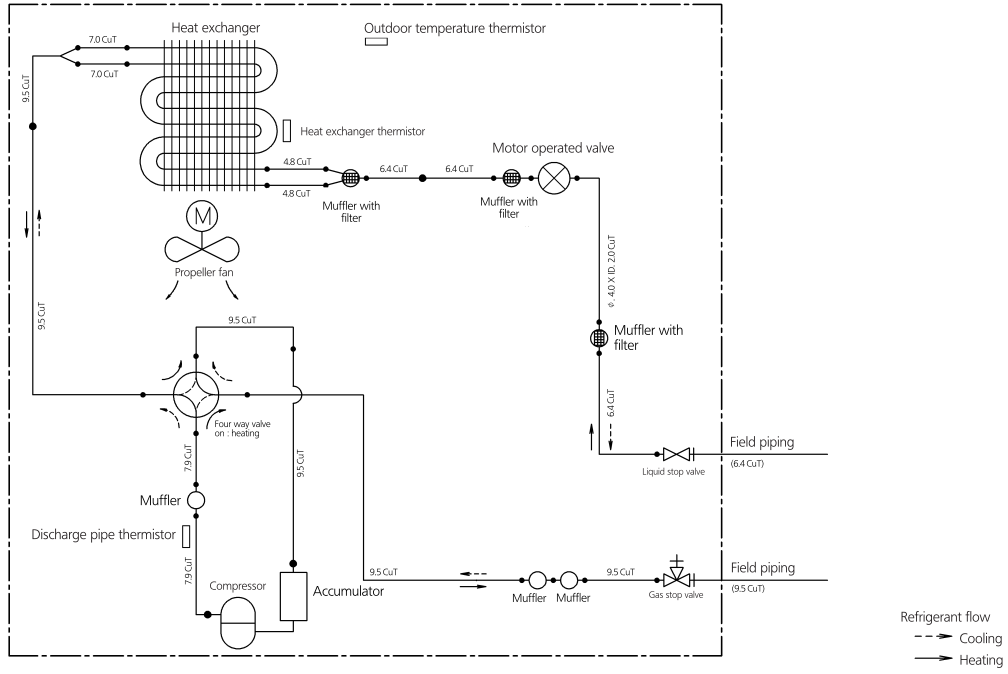 Heat exchanger
Outdoor temperature thermistor
7.0 CuT
7.0 CuT
9.5 CuT
Heat exchanger thermistor
4.8 CuT
4.8 CuT
6.4 CuT
6.4 CuT
Motor operated valve
Muffler with
filter
Muffler with
filter
M
Propeller fan
ø. 4.0 X ID. 2.0 CuT
9.5 CuT
9.5 CuT
Muffler with
filter
6.4 CuT
Four way valve
on : heating
7.9 CuT
9.5 CuT
Field piping
(6.4 CuT)
Liquid stop valve
Muffler
Discharge pipe thermistor
7.9 CuT
Compressor
Accumulator
9.5 CuT
9.5 CuT
Muffler
Muffler
Gas stop valve
Field piping
(9.5 CuT)
Refrigerant flow
Cooling
Heating